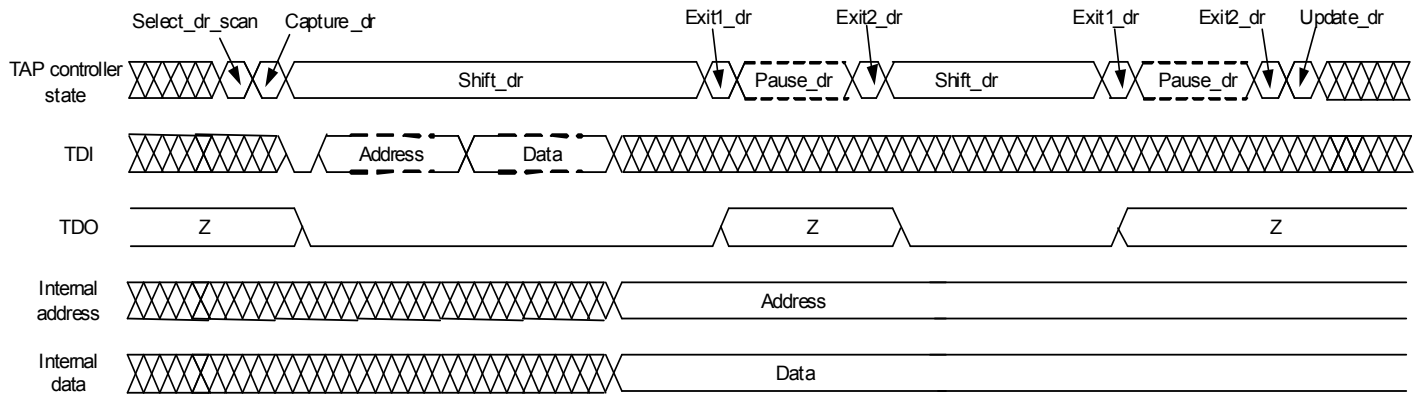 Select_dr_scan Capture_dr Exit1_dr Exit2_dr Exit1_dr Exit2_dr Update_dr
TAP controller
state
Shift_dr Pause_dr Shift_dr Pause_dr
TDI Address Data
TDO Z Z Z
Internal
address
Address
Internal
data
Data